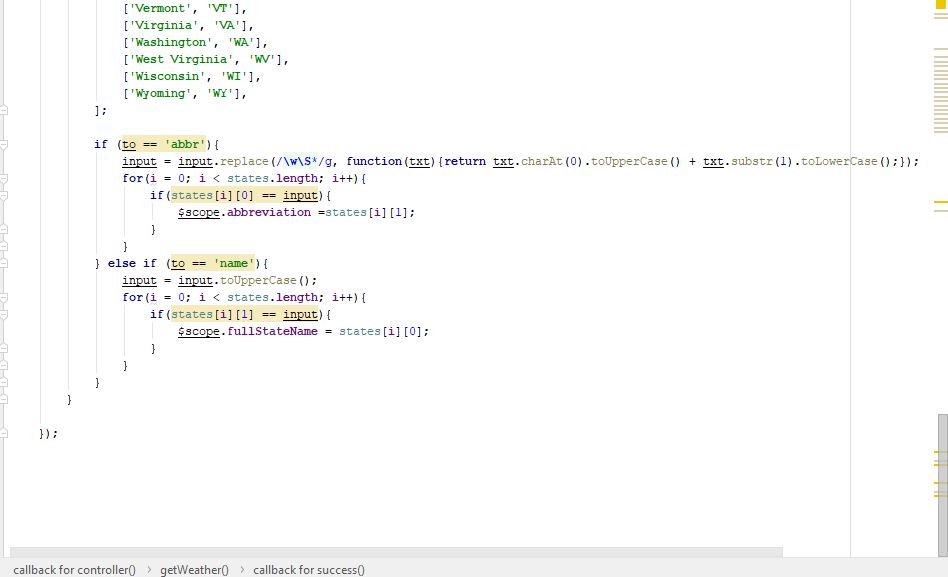 ['Vermont', 'VT'],
['Virginia', 'VA'],
['Washington', 'WA'],
['West Virginia', 'WV'],
['Wisconsin', 'WI'],
['Wyoming', 'WY'],
];
if (to == 'abbr'){
input = input.replace(/\w\S*/g, function(txt){return txt.charAt(0).toUpperCase() + txt.substr(1).toLowerCase();});
for(i = 0; i < states.length; i++){
if(states[i][0] == input){
$scope.abbreviation =states[i][1];
}
}
} else if (to == 'name'){
input = input.toUpperCase();
for(i = 0; i < states.length; i++){
if(states[i][1] == input){
$scope.fullStateName = states[i][0];
}
}
}
}
});
callback for controller() › getWeather() › callback for success()